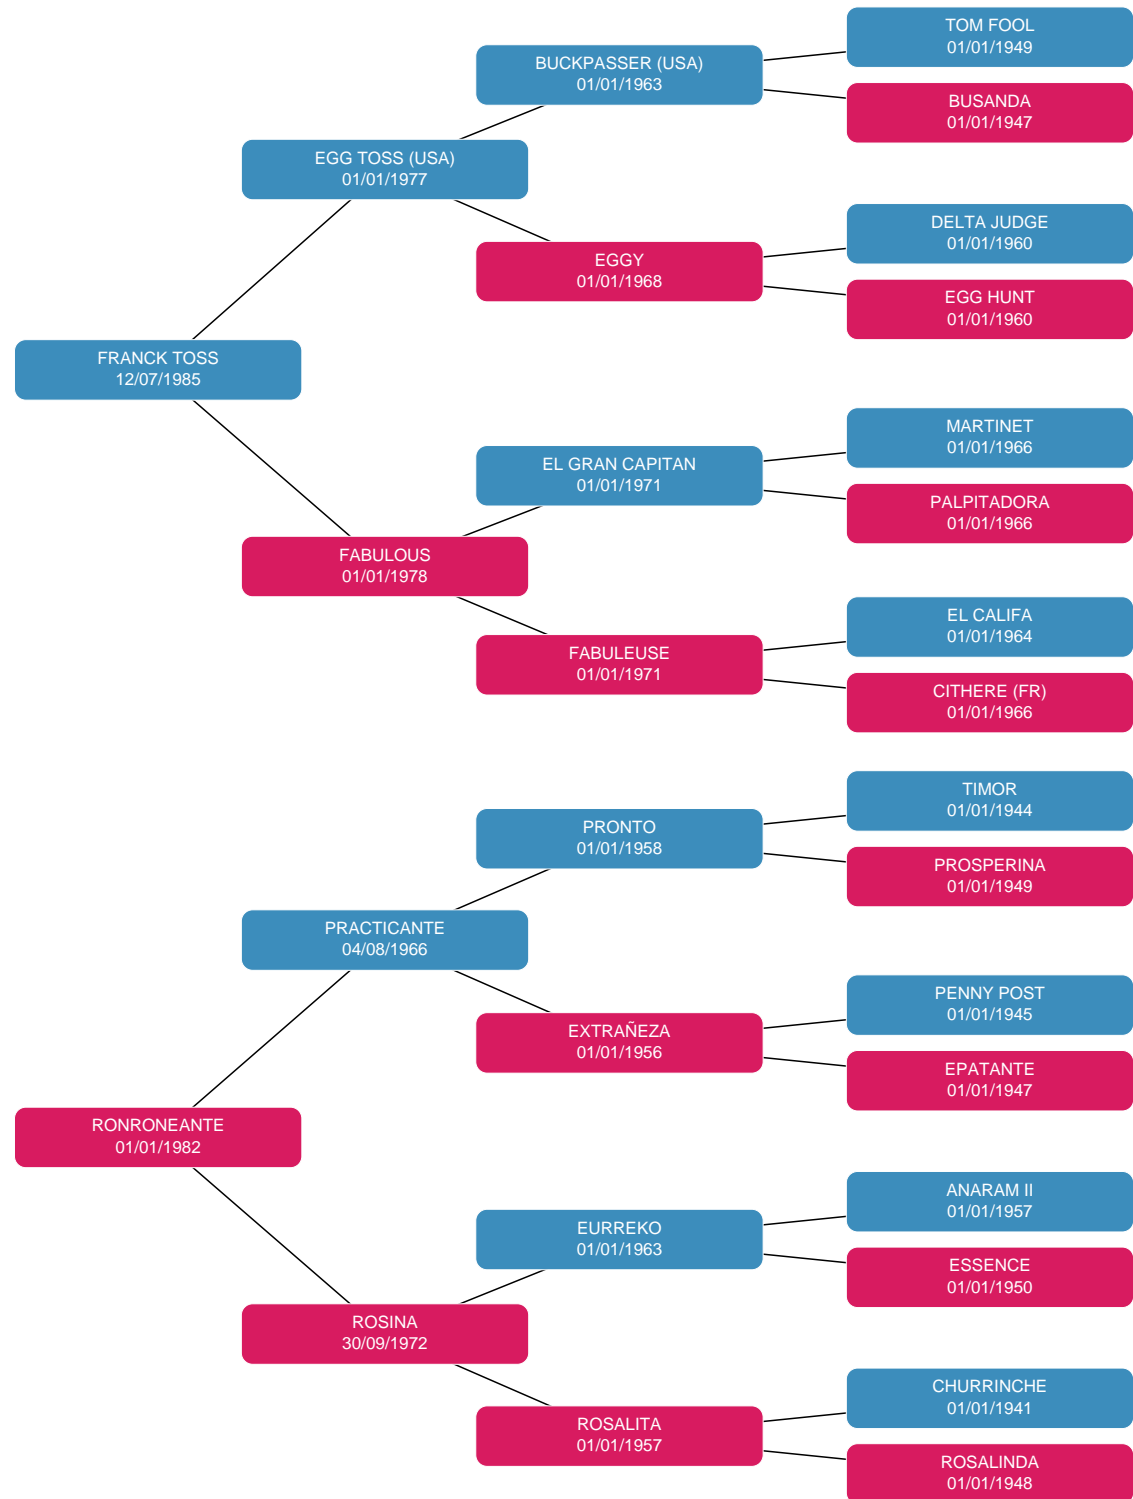 TOM FOOL
01/01/1949
BUCKPASSER (USA)
01/01/1963
BUSANDA
01/01/1947
EGG TOSS (USA)
01/01/1977
DELTA JUDGE
01/01/1960
EGGY
01/01/1968
EGG HUNT
01/01/1960
FRANCK TOSS
12/07/1985
MARTINET
01/01/1966
EL GRAN CAPITAN
01/01/1971
PALPITADORA
01/01/1966
FABULOUS
01/01/1978
EL CALIFA
01/01/1964
FABULEUSE
01/01/1971
CITHERE (FR)
01/01/1966
TIMOR
01/01/1944
PRONTO
01/01/1958
PROSPERINA
01/01/1949
PRACTICANTE
04/08/1966
PENNY POST
01/01/1945
EXTRAÑEZA
01/01/1956
EPATANTE
01/01/1947
RONRONEANTE
01/01/1982
ANARAM II
01/01/1957
EURREKO
01/01/1963
ESSENCE
01/01/1950
ROSINA
30/09/1972
CHURRINCHE
01/01/1941
ROSALITA
01/01/1957
ROSALINDA
01/01/1948